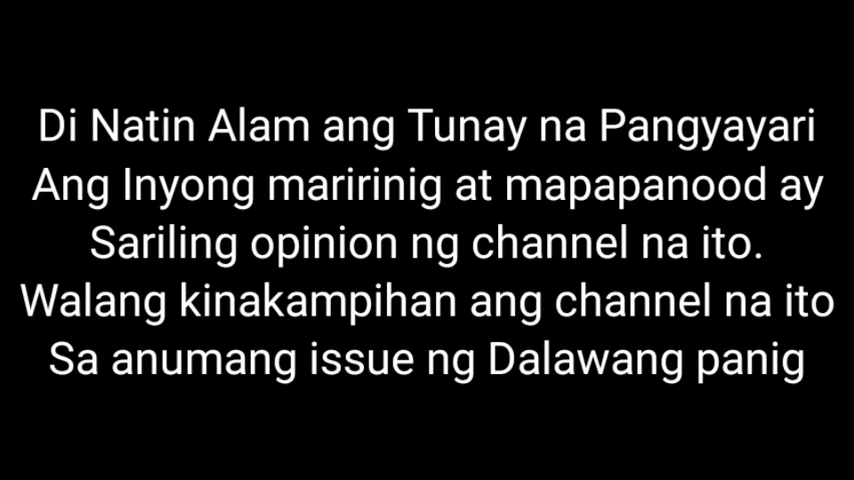 Di Natin Alam ang Tunay na Pangyayari
Ang Inyong maririnig at mapapanood ay
Sariling opinion ng channel na ito.
Walang kinakampihan ang channel na ito
Sa anumang issue ng Dalawang panig